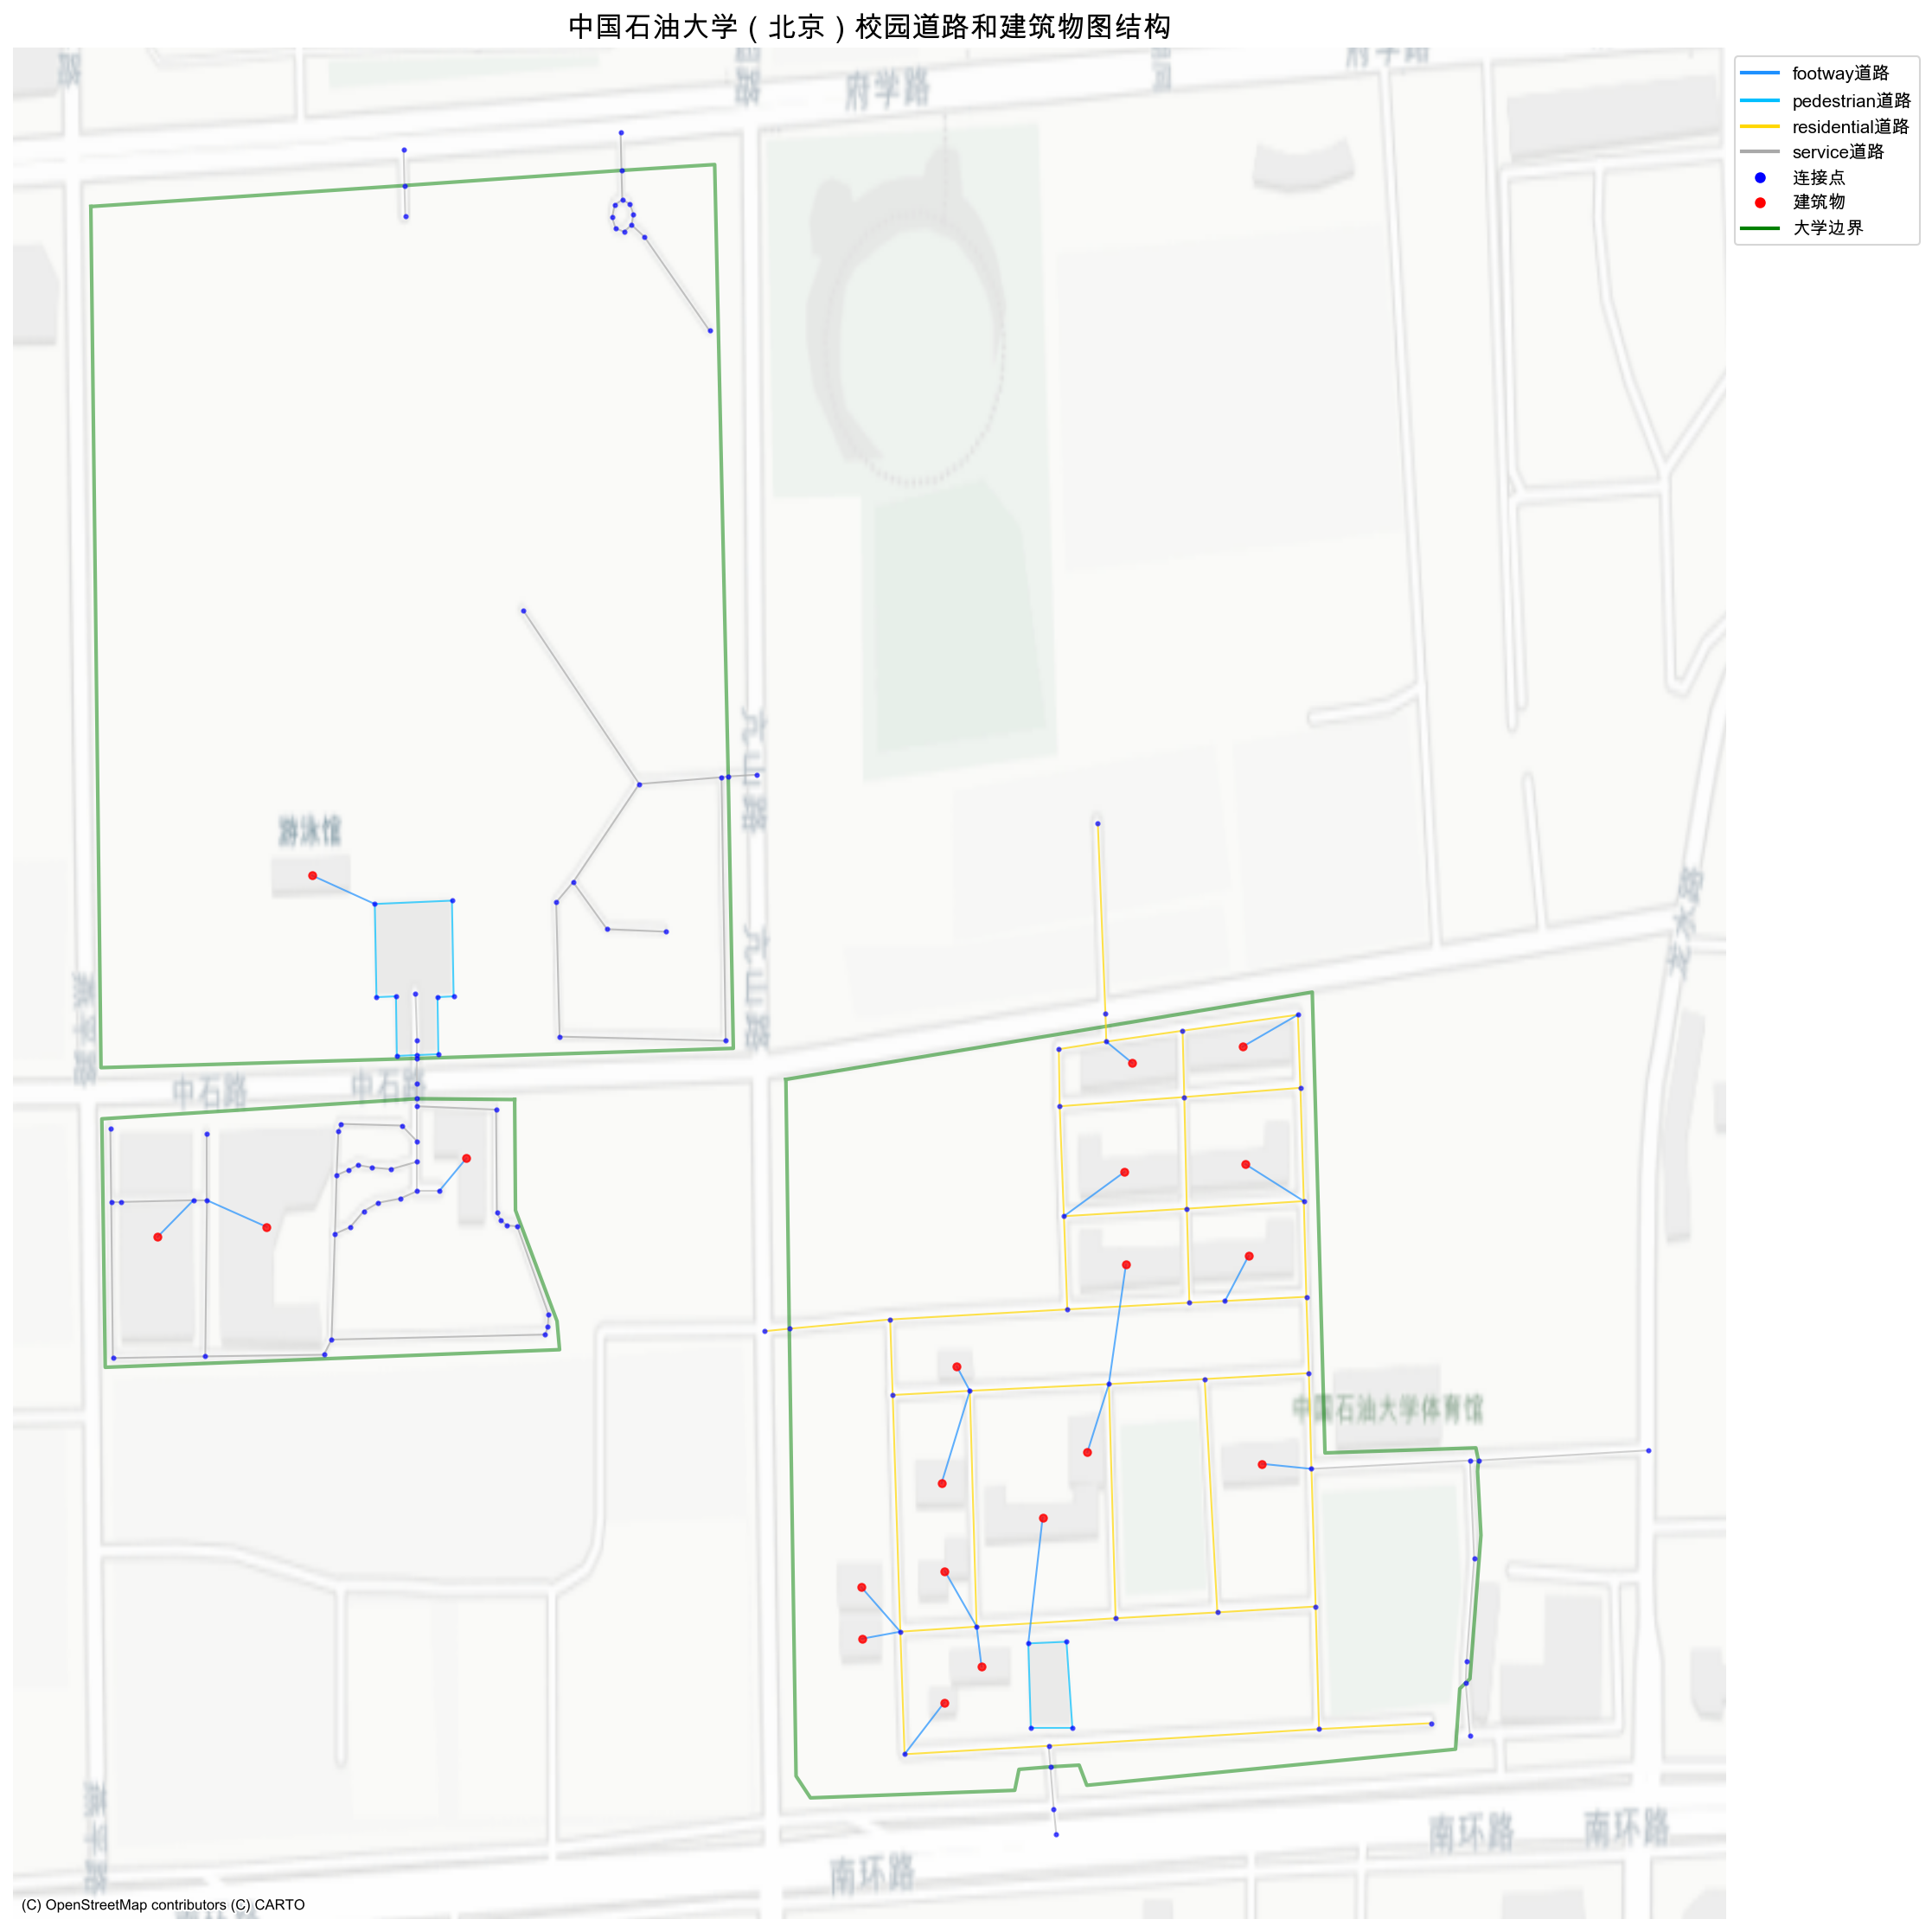 中国石油大学（北京）校园道路和建筑物图结构
府学路
府学路
footway道路
pedestrian道路
residential道路
service道路
连接点
建筑物
大学边界
亢山路
游泳馆
亢山路
中石路
中石路
中国石油大学体育馆
南环路
南环路
南环路
(C) OpenStreetMap contributors (C) CARTO